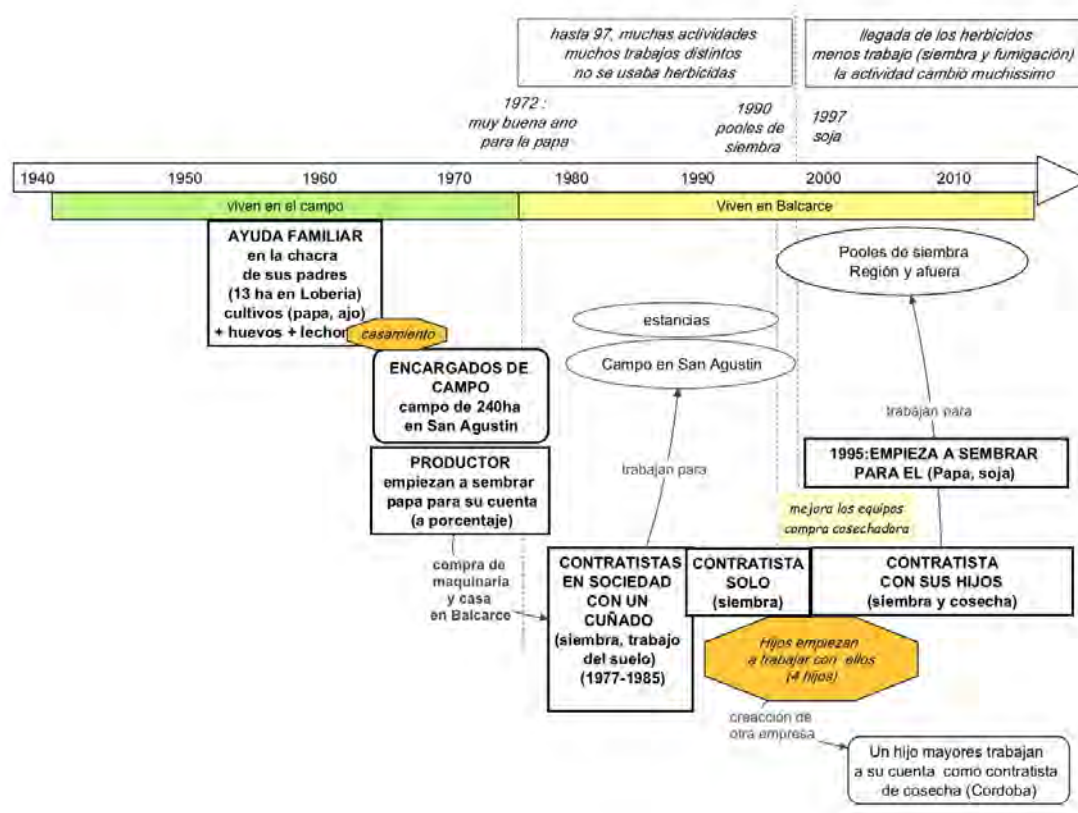 hasta 97, muchas actividades
muchos trabajos distintos
no se usaba herbicidas
llegada de los herbicidos
menos trabajo (siembra y fumigación)
la actividad cambió muchissimo
1972 :
muy buena ano
para la papa
1990
pooles de
siembra
1997
soja
1940 1950 1960 1970 1980 1990 2000 2010
viven en el campo
Viven en Balcarce
AYUDA FAMILIAR
en la chacra
de sus padres
(13 ha en Loberia)
cultivos (papa, ajo)
+ huevos + lechon
casamiento
Pooles de siembra
Región y afuera
estancias
Campo en San Agustin
ENCARGADOS DE
CAMPO
campo de 240ha
en San Agustin
trabajan para
trabajan para
PRODUCTOR
empiezan a sembrar
papa para su cuenta
(a porcentaje)
1995:EMPIEZA A SEMBRAR
PARA EL (Papa, soja)
mejora los equipos
compra cosechadora
compra de
maquinaria
y casa
en Balcarce
CONTRATISTAS
EN SOCIEDAD
CON UN
CUÑADO
(siembra, trabajo
del suelo)
(1977-1985)
CONTRATISTA
SOLO
(siembra)
CONTRATISTA
CON SUS HIJOS
(siembra y cosecha)
Hijos empiezan
a trabajar con ellos
(4 hijos)
creacción de
otra empresa
Un hijo mayores trabajan
a su cuenta como contratista
de cosecha (Cordoba)